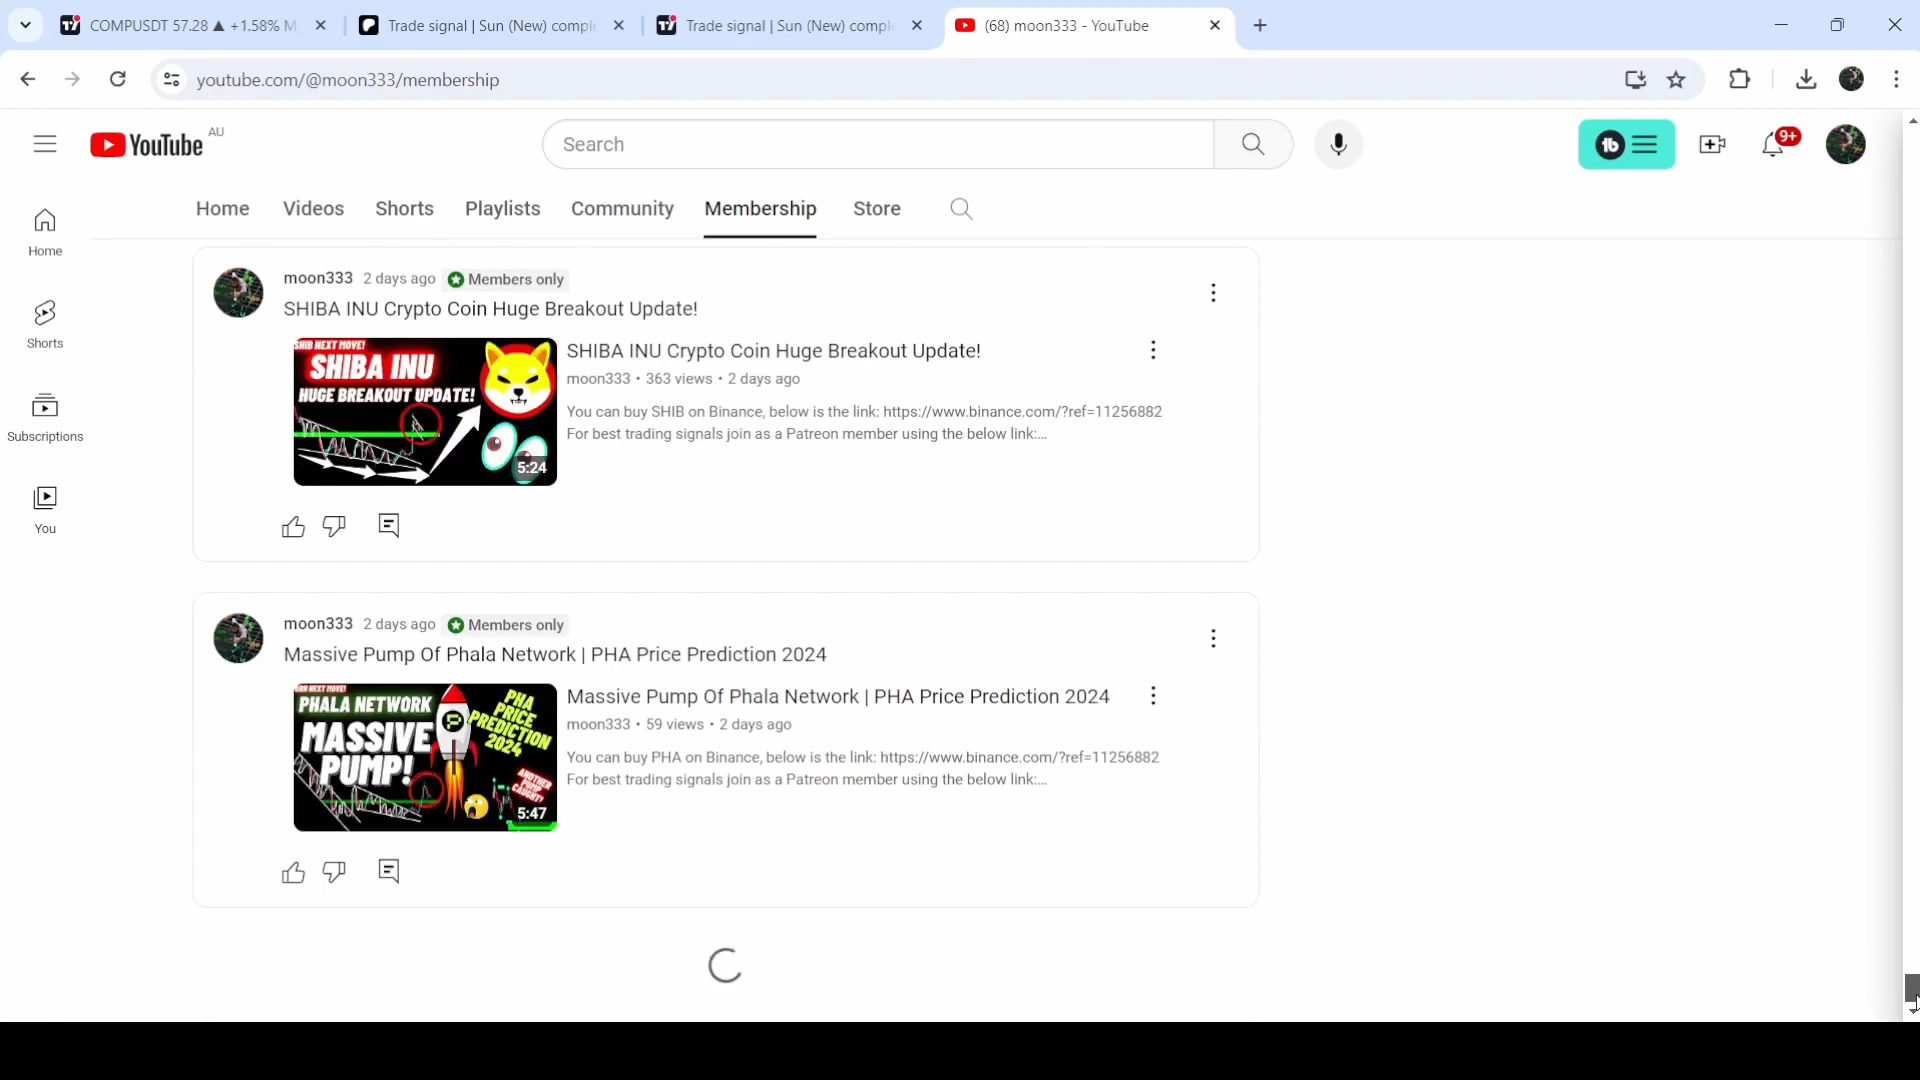 COMPUSDT 57.28 ▲ +1.58% M
Trade signal | Sun (New) comple
Trade signal | Sun (New) comple
(68) moon333 - YouTube
youtube.com/@moon333/membership
YouTube AU
Search
9+
Home
Videos
Shorts
Playlists
Community
Membership
Store
Home
Shorts
Subscriptions
You
moon333 2 days ago Members only
SHIBA INU Crypto Coin Huge Breakout Update!
SHIB NEXT MOVE!
SHIBA INU
HUGE BREAKOUT UPDATE!
5:24
SHIBA INU Crypto Coin Huge Breakout Update!
moon333 • 363 views • 2 days ago
You can buy SHIB on Binance, below is the link: https://www.binance.com/?ref=11256882
For best trading signals join as a Patreon member using the below link:...
moon333 2 days ago Members only
Massive Pump Of Phala Network | PHA Price Prediction 2024
NEXT MOVE!
PHALA NETWORK
MASSIVE
PUMP!
PHA
PRICE
PREDICTION
2024
ANOTHER
PUMP
CAUGHT!
5:47
Massive Pump Of Phala Network | PHA Price Prediction 2024
moon333 • 59 views • 2 days ago
You can buy PHA on Binance, below is the link: https://www.binance.com/?ref=11256882
For best trading signals join as a Patreon member using the below link:...